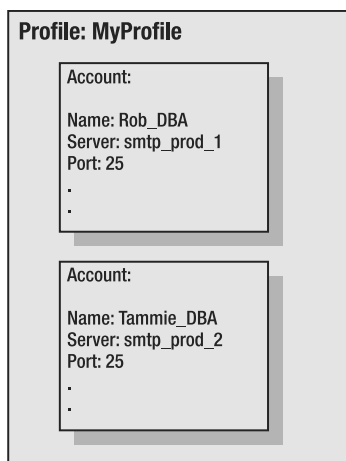 Profile: MyProfile
Account:
Name: Rob_DBA
Server: smtp_prod_1
Port: 25
.
.
Account:
Name: Tammie_DBA
Server: smtp_prod_2
Port: 25
.
.